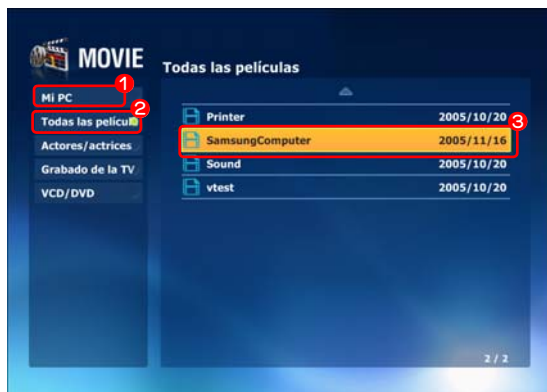 MOVIE
Todas las películas
1
Mi PC
2
Todas las películ
Actores/actrices
Grabado de la TV
VCD/DVD
Printer 2005/10/20
3
SamsungComputer 2005/11/16
Sound 2005/10/20
vtest 2005/10/20
2 / 2